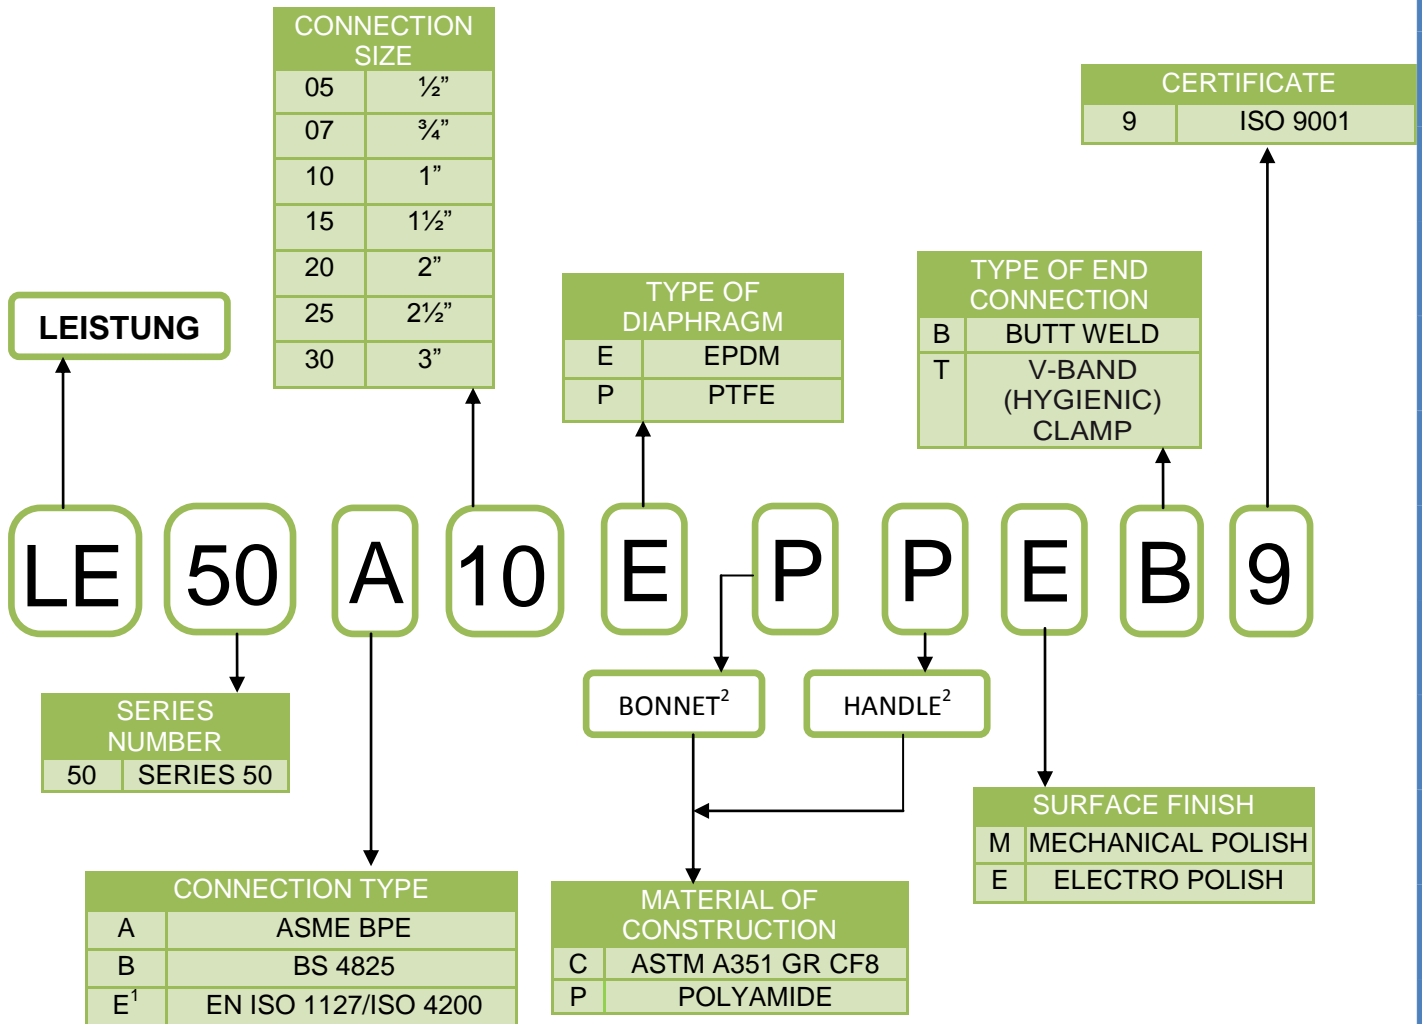 CONNECTION
SIZE
05 ½”
07 ¾”
10 1”
15 1½”
20 2”
25 2½”
30 3”
CERTIFICATE
9 ISO 9001
TYPE OF END
CONNECTION
B BUTT WELD
T V-BAND
(HYGIENIC)
CLAMP
TYPE OF
DIAPHRAGM
E EPDM
P PTFE
LEISTUNG
LE 50 A 10 E P P E B 9
BONNET²
HANDLE²
SERIES
NUMBER
50 SERIES 50
SURFACE FINISH
M MECHANICAL POLISH
E ELECTRO POLISH
CONNECTION TYPE
A ASME BPE
B BS 4825
E¹ EN ISO 1127/ISO 4200
MATERIAL OF
CONSTRUCTION
C ASTM A351 GR CF8
P POLYAMIDE